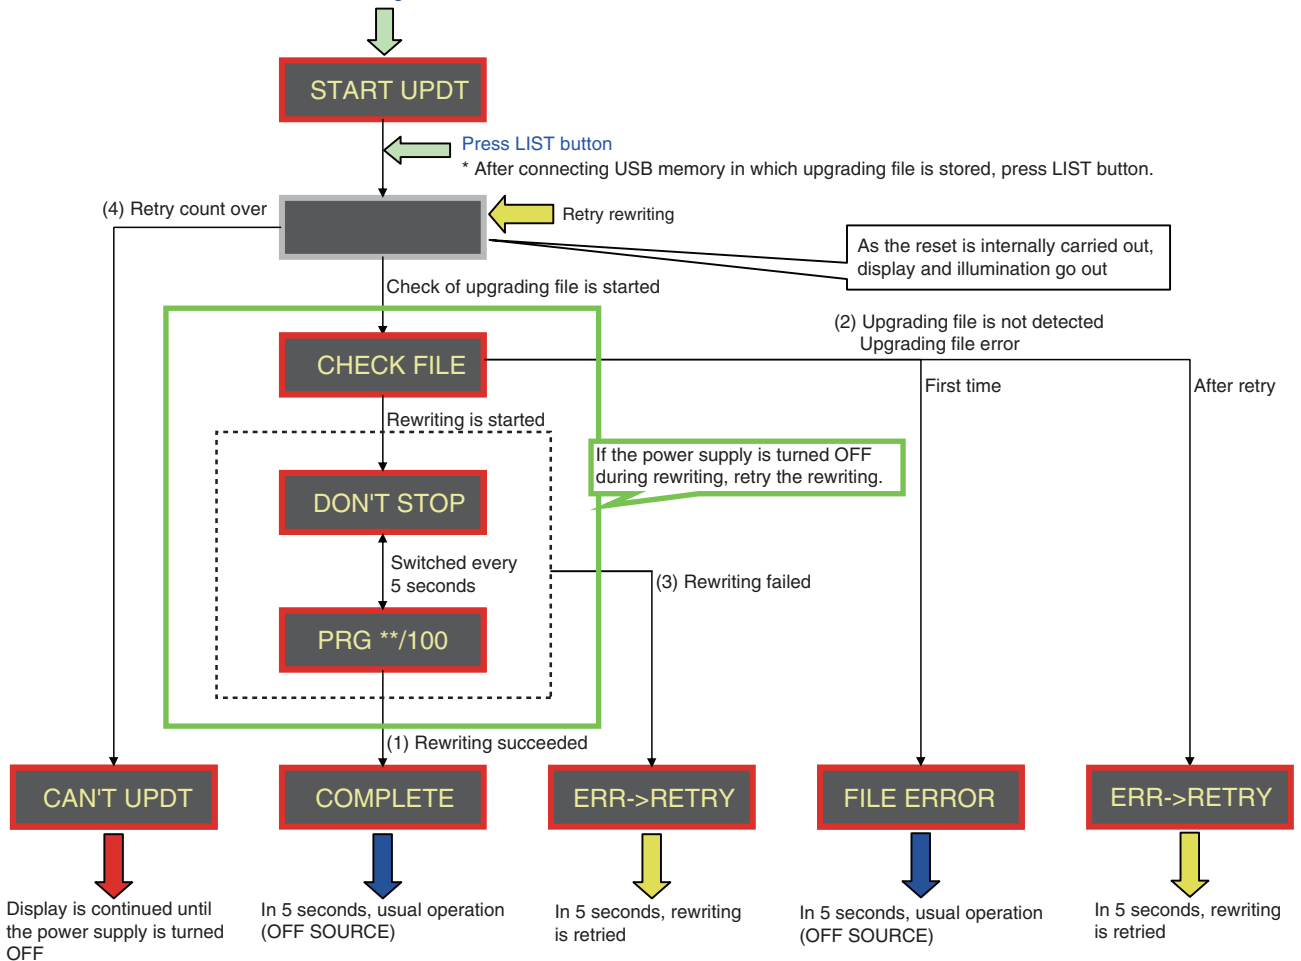 START UPDT
Press LIST button
* After connecting USB memory in which upgrading file is stored, press LIST button.
(4) Retry count over
Retry rewriting
As the reset is internally carried out,
display and illumination go out
Check of upgrading file is started
(2) Upgrading file is not detected
Upgrading file error
CHECK FILE
First time
After retry
Rewriting is started
If the power supply is turned OFF
during rewriting, retry the rewriting.
DON'T STOP
Switched every
5 seconds
(3) Rewriting failed
PRG **/100
(1) Rewriting succeeded
CAN'T UPDT
COMPLETE
ERR->RETRY
FILE ERROR
ERR->RETRY
Display is continued until
the power supply is turned
OFF
In 5 seconds, usual operation
(OFF SOURCE)
In 5 seconds, rewriting
is retried
In 5 seconds, usual operation
(OFF SOURCE)
In 5 seconds, rewriting
is retried